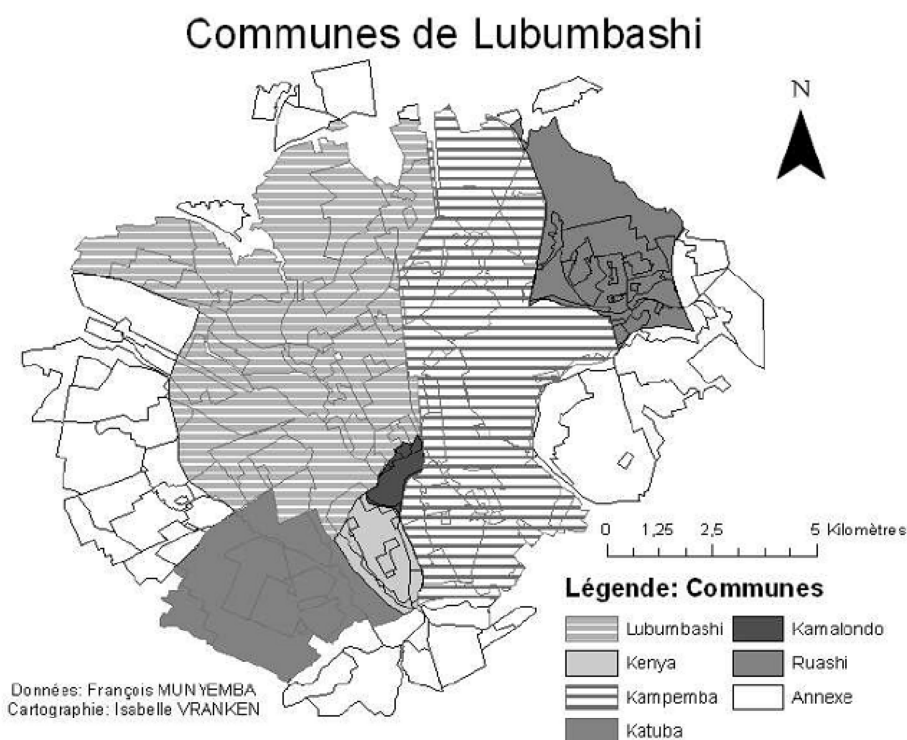 Communes de Lubumbashi
N
0 1,25 2,5 5 Kilomètres
Légende: Communes
Lubumbashi
Kamalondo
Kenya
Ruashi
Kampemba
Annexe
Katuba
Données: François MUNYEMBA
Cartographie: Isabelle VRANKEN